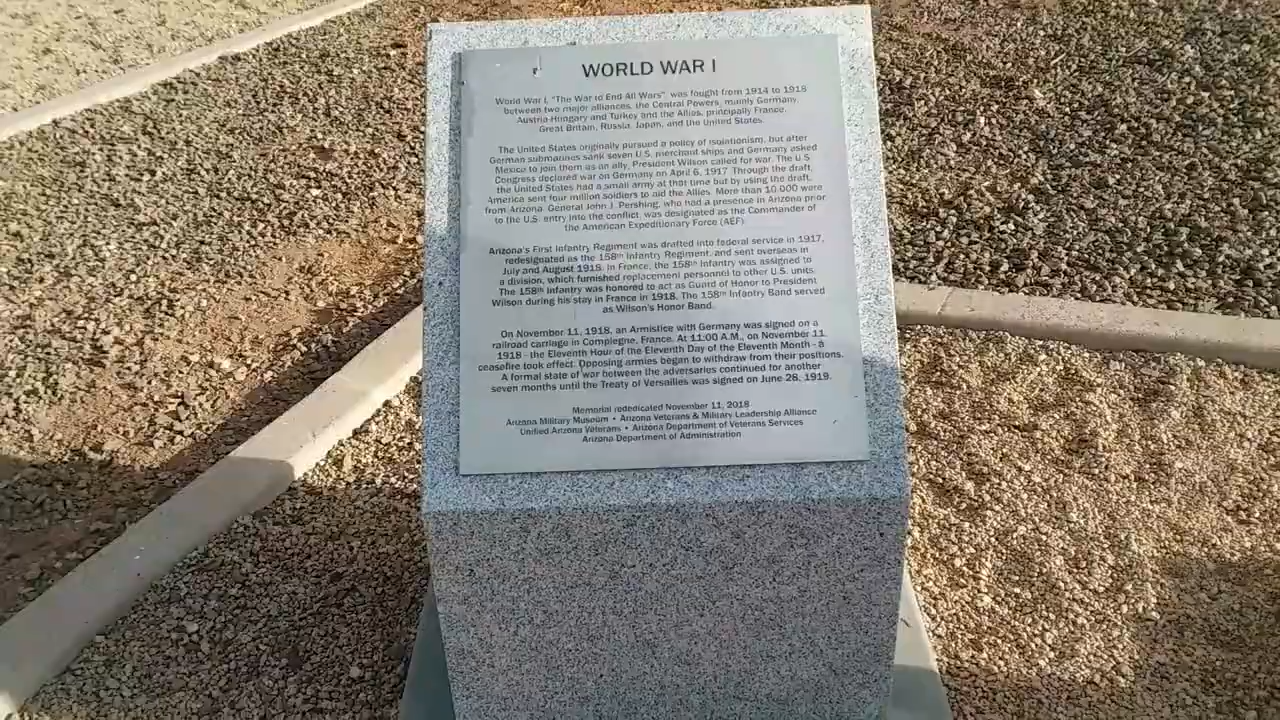 WORLD WAR I
World War I, "The War to End All Wars", was fought from 1914 to 1918
between two major alliances, the Central Powers, mainly Germany,
Austria-Hungary and Turkey and the Allies, principally France,
Great Britain, Russia, Japan, and the United States.
The United States originally pursued a policy of isolationism, but after
German submarines sank seven U.S. merchant ships and Germany asked
Mexico to join them as an ally, President Wilson called for war. The U.S.
Congress declared war on Germany on April 6, 1917 Through the draft,
the United States had a small army at that time but by using the draft,
America sent four million soldiers to aid the Allies. More than 10,000 were
from Arizona. General John J. Pershing, who had a presence in Arizona prior
to the U.S. entry into the conflict, was designated as the Commander of
the American Expeditionary Force (AEF).
Arizona's First Infantry Regiment was drafted into federal service in 1917,
redesignated as the 158th Infantry Regiment, and sent overseas in
July and August 1918. In France, the 158th Infantry was assigned to
a division, which furnished replacement personnel to other U.S. units.
The 158th Infantry was honored to act as Guard of Honor to President
Wilson during his stay in France in 1918. The 158th Infantry Band served
as Wilson's Honor Band.
On November 11, 1918, an Armistice with Germany was signed on a
railroad carriage in Compiegne, France. At 11:00 A.M., on November 11,
1918 - the Eleventh Hour of the Eleventh Day of the Eleventh Month - a
ceasefire took effect. Opposing armies began to withdraw from their positions.
A formal state of war between the adversaries continued for another
seven months until the Treaty of Versailles was signed on June 28, 1919.
Memorial rededicated November 11, 2018
Arizona Military Museum • Arizona Veterans & Military Leadership Alliance
Unified Arizona Veterans • Arizona Department of Veterans Services
Arizona Department of Administration